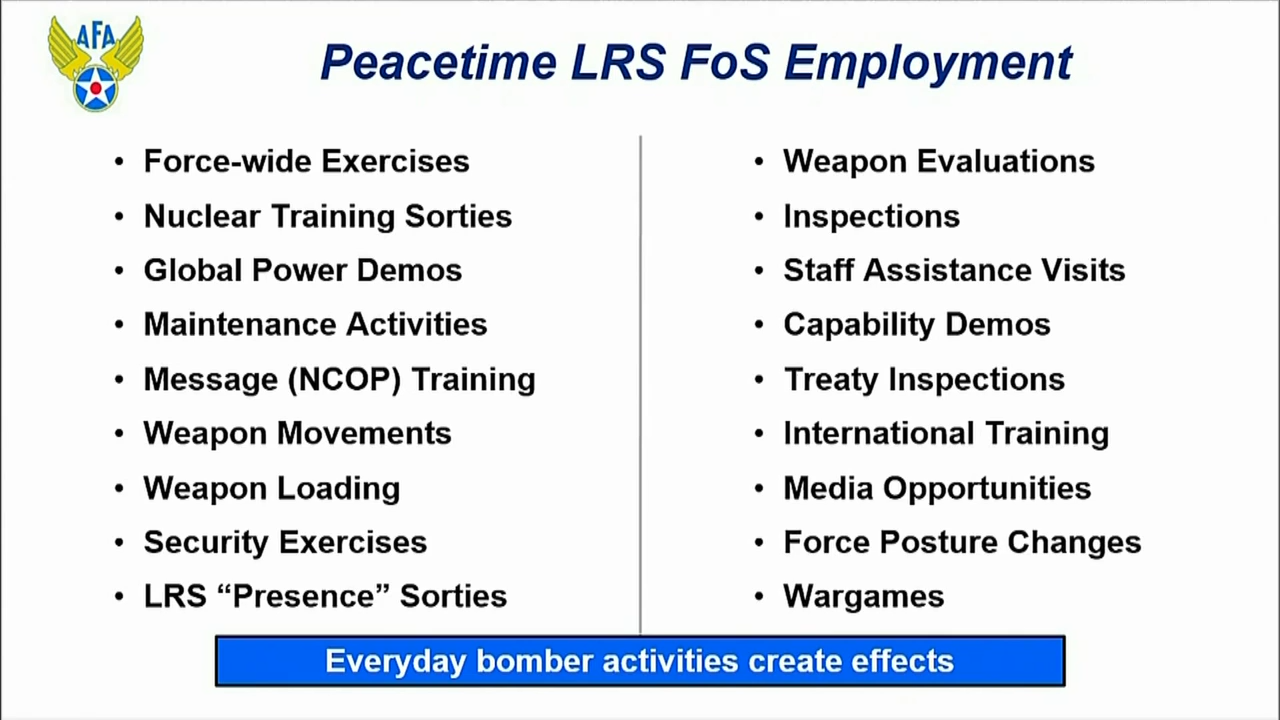 AFA
Peacetime LRS FoS Employment
• Force-wide Exercises
• Nuclear Training Sorties
• Global Power Demos
• Maintenance Activities
• Message (NCOP) Training
• Weapon Movements
• Weapon Loading
• Security Exercises
• LRS “Presence” Sorties
• Weapon Evaluations
• Inspections
• Staff Assistance Visits
• Capability Demos
• Treaty Inspections
• International Training
• Media Opportunities
• Force Posture Changes
• Wargames
Everyday bomber activities create effects